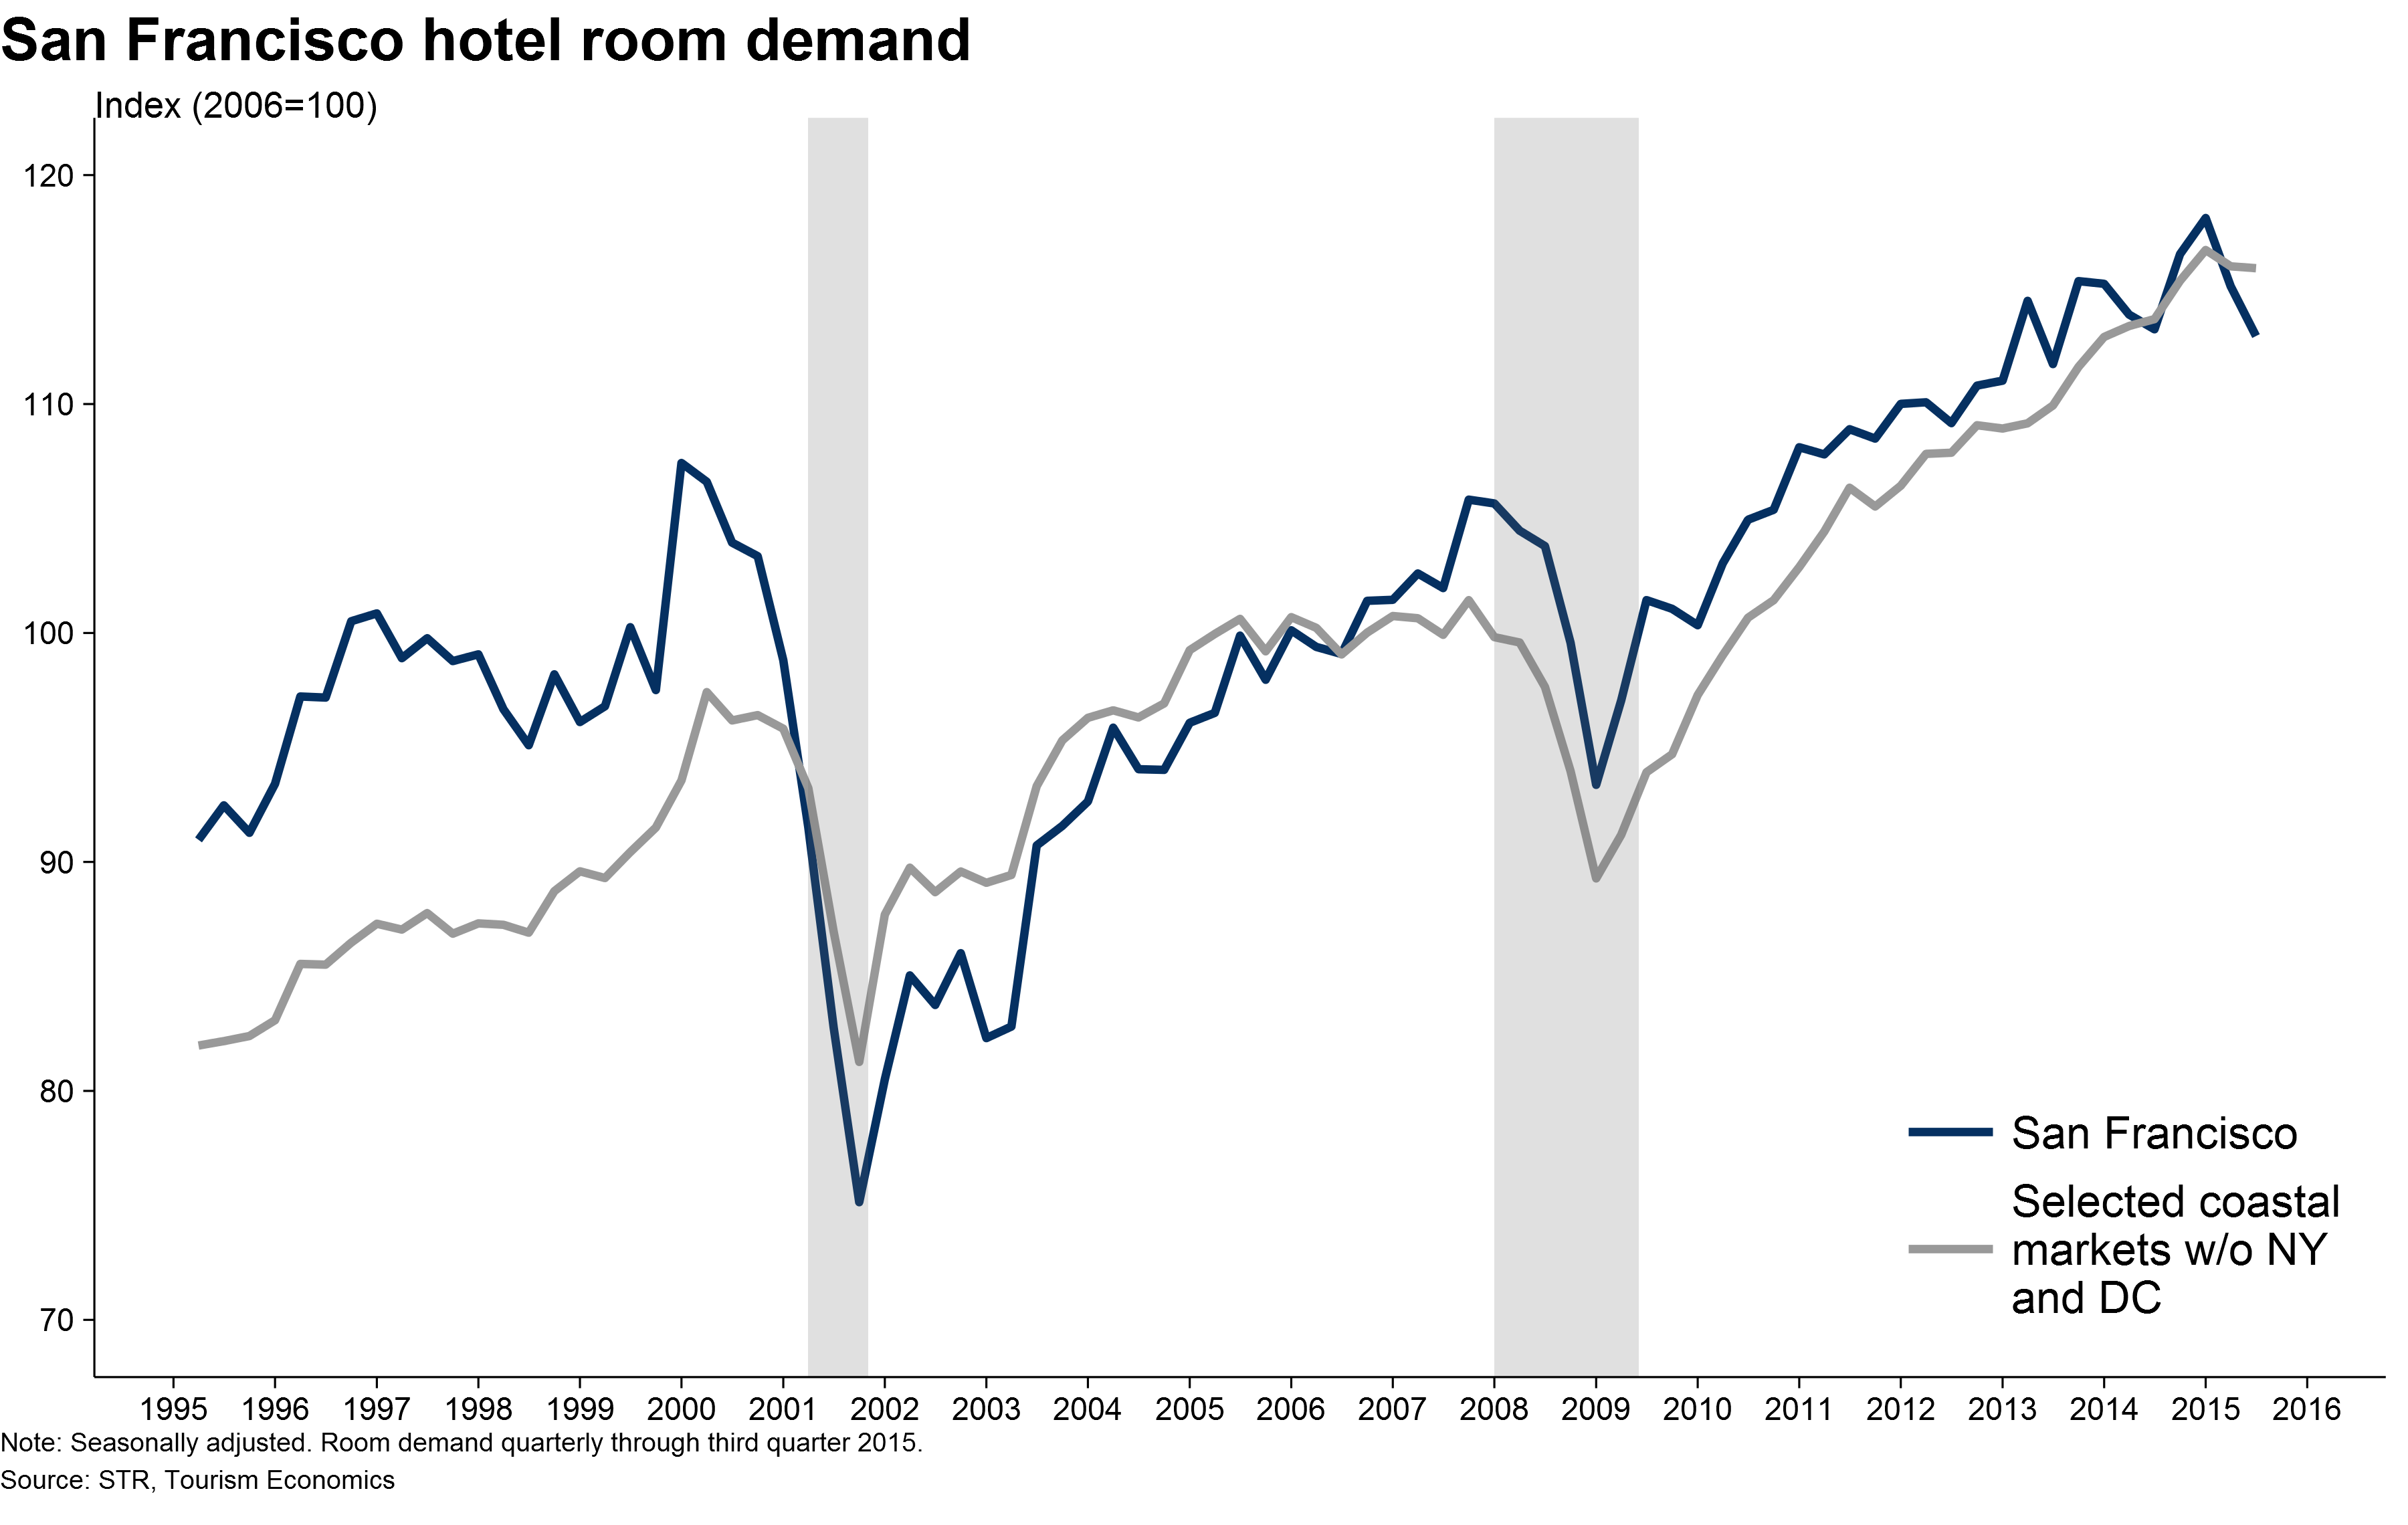 San Francisco hotel room demand
Index (2006=100)
120
110
100
90
80
70
San Francisco
Selected coastal
markets w/o NY
and DC
1995 1996 1997 1998 1999 2000 2001 2002 2003 2004 2005 2006 2007 2008 2009 2010 2011 2012 2013 2014 2015 2016
Note: Seasonally adjusted. Room demand quarterly through third quarter 2015.
Source: STR, Tourism Economics